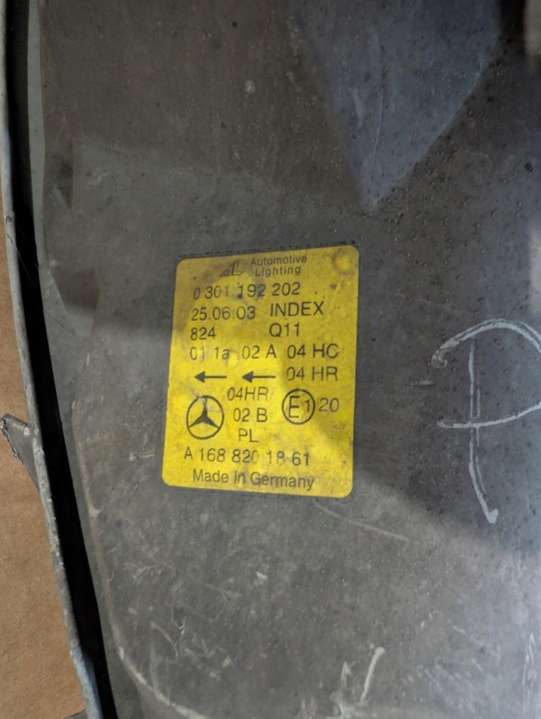 AL Automotive
Lighting
0 301 192 202
25.06.03 INDEX
824 Q11
01 1a 02 A 04 HC
← ← 04 HR
04HR
02 B E1 20
PL
A 168 820 18 61
Made in Germany
P